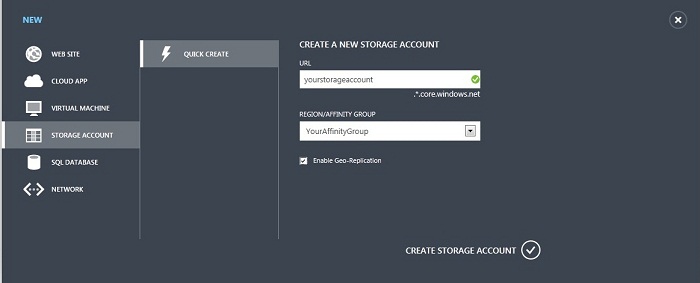 NEW
WEB SITE
CLOUD APP
VIRTUAL MACHINE
STORAGE ACCOUNT
SQL DATABASE
NETWORK
QUICK CREATE
CREATE A NEW STORAGE ACCOUNT
URL
yourstorageaccount
.*.core.windows.net
REGION/AFFINITY GROUP
YourAffinityGroup
Enable Geo-Replication
CREATE STORAGE ACCOUNT